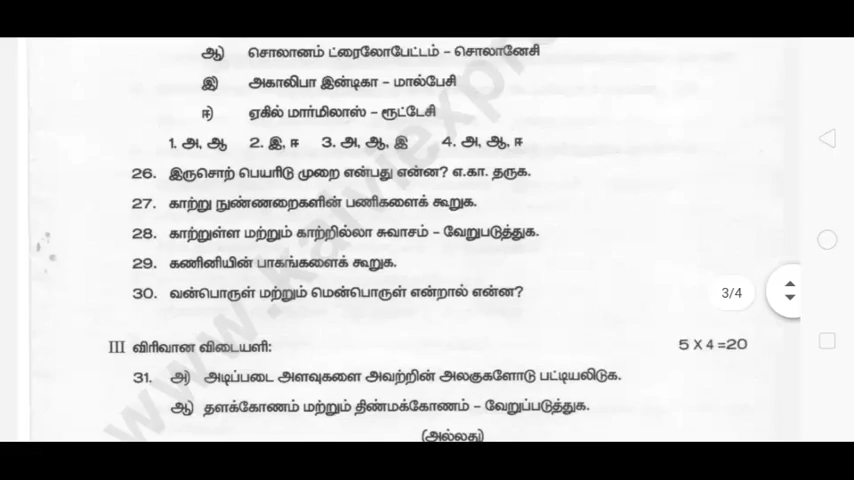 ஆ) சொலானம் ட்ரைலோபேட்டம் - சொலானேசி
இ) அகாலிபா இன்டிகா - மால்பேசி
ஈ) ஏகில் மார்மிலாஸ் - ரூட்டேசி
1. அ, ஆ 2. இ, ஈ 3. அ, ஆ, இ 4. அ, ஆ, ஈ
26. இருசொற் பெயரிடு முறை என்பது என்ன? எ.கா. தருக.
27. காற்று நுண்ணறைகளின் பணிகளைக் கூறுக.
28. காற்றுள்ள மற்றும் காற்றில்லா சுவாசம் - வேறுபடுத்துக.
29. கணினியின் பாகங்களைக் கூறுக.
30. வன்பொருள் மற்றும் மென்பொருள் என்றால் என்ன?
3/4
III விரிவான விடையளி: 5 X 4 =20
31. அ) அடிப்படை அளவுகளை அவற்றின் அலகுகளோடு பட்டியலிடுக.
ஆ) தளக்கோணம் மற்றும் திண்மக்கோணம் - வேறுப்படுத்துக.
(அல்லது)